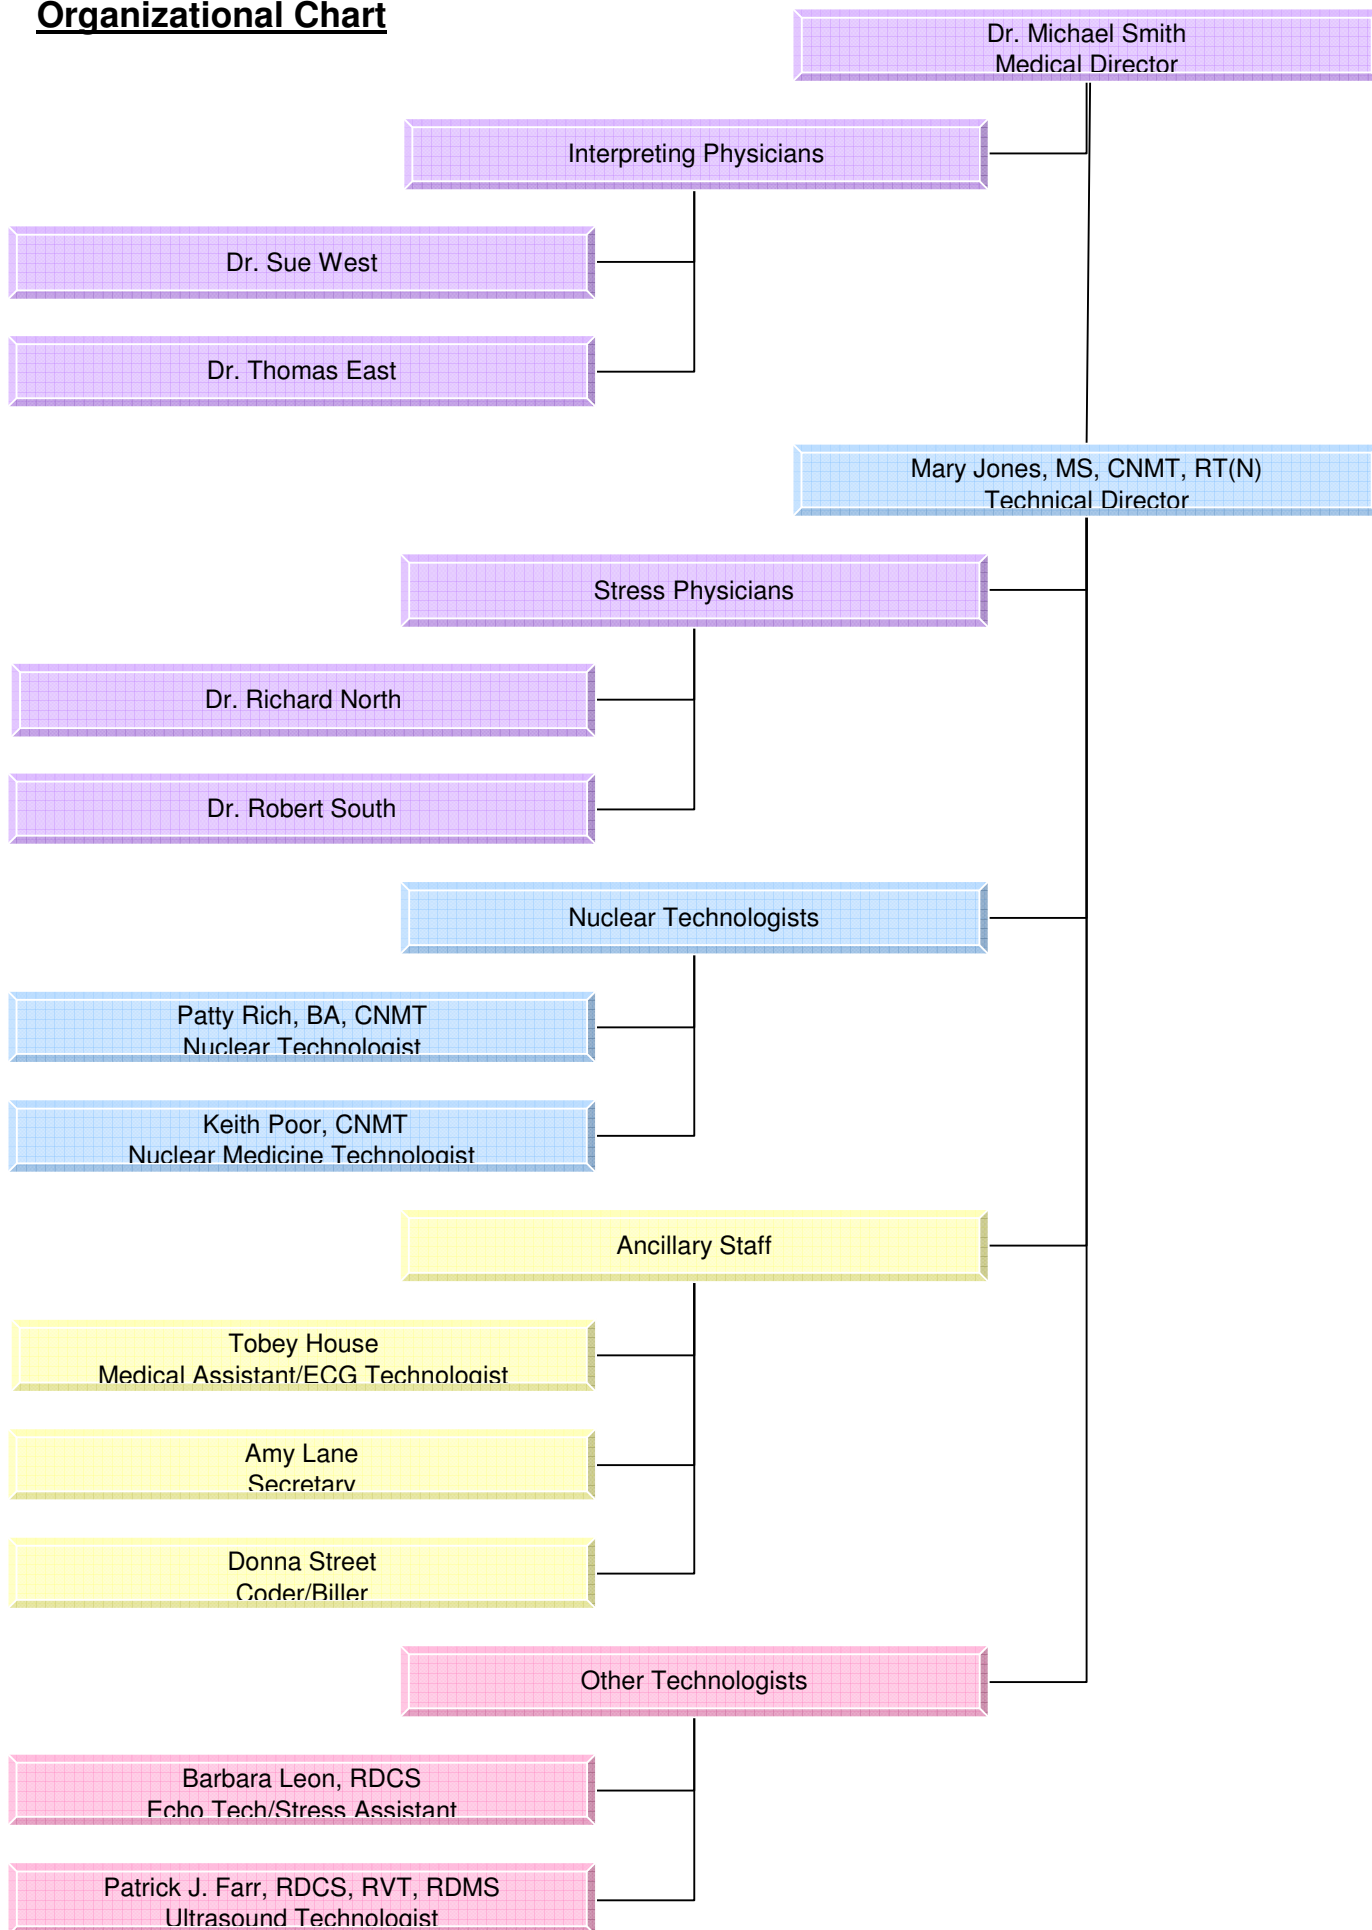 Organizational Chart
Dr. Michael Smith
Medical Director
Interpreting Physicians
Dr. Sue West
Dr. Thomas East
Mary Jones, MS, CNMT, RT(N)
Technical Director
Stress Physicians
Dr. Richard North
Dr. Robert South
Nuclear Technologists
Patty Rich, BA, CNMT
Nuclear Technologist
Keith Poor, CNMT
Nuclear Medicine Technologist
Ancillary Staff
Tobey House
Medical Assistant/ECG Technologist
Amy Lane
Secretary
Donna Street
Coder/Biller
Other Technologists
Barbara Leon, RDCS
Echo Tech/Stress Assistant
Patrick J. Farr, RDCS, RVT, RDMS
Ultrasound Technologist